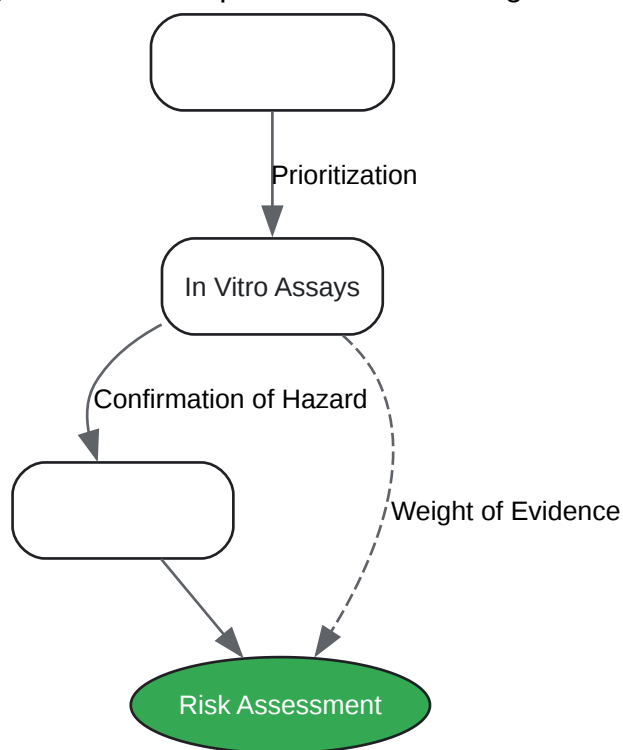 Prioritization
In Vitro Assays
Confirmation of Hazard
Weight of Evidence
Risk Assessment